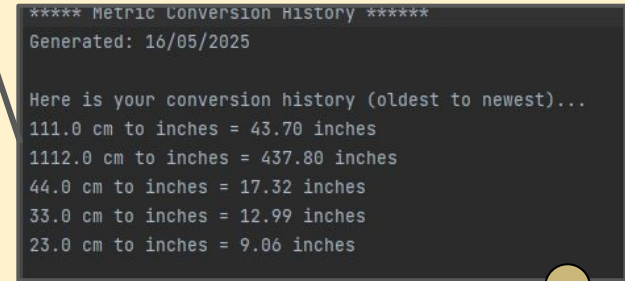 ***** Metric Conversion History ******
Generated: 16/05/2025
Here is your conversion history (oldest to newest)...
111.0 cm to inches = 43.70 inches
1112.0 cm to inches = 437.80 inches
44.0 cm to inches = 17.32 inches
33.0 cm to inches = 12.99 inches
23.0 cm to inches = 9.06 inches